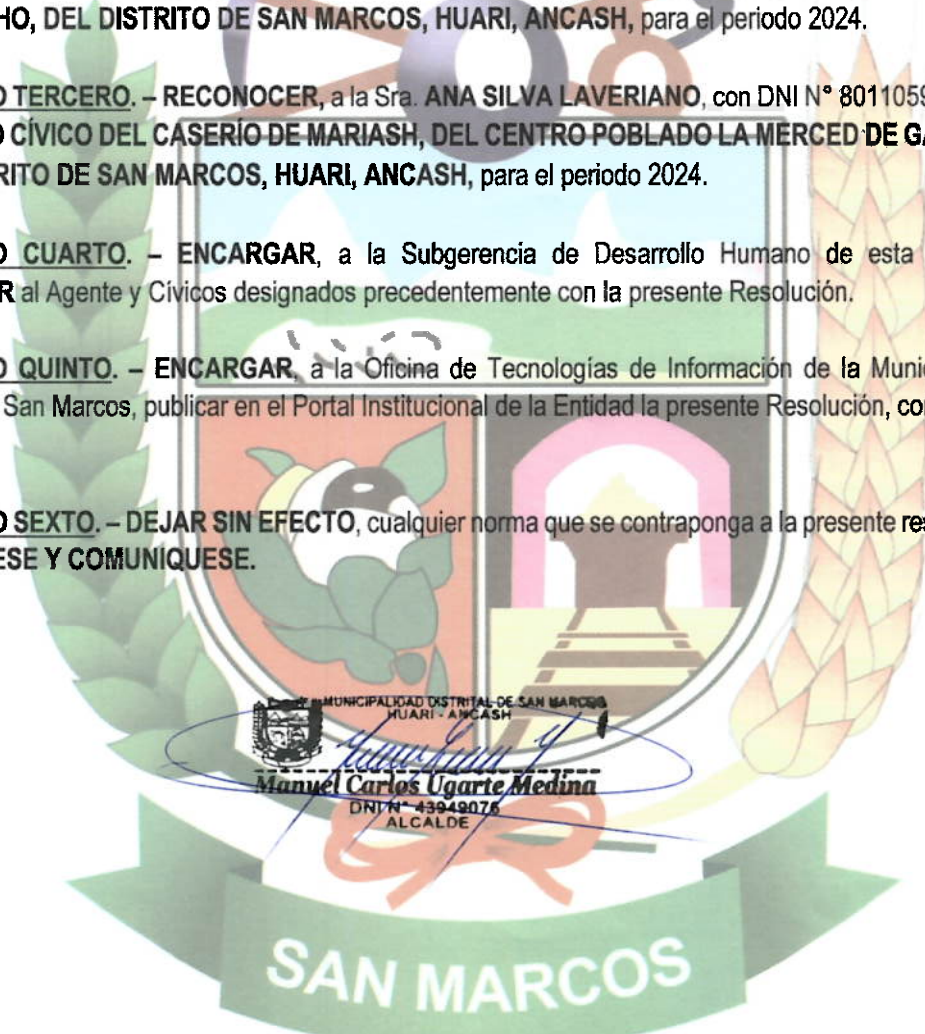 HO, DEL DISTRITO DE SAN MARCOS, HUARI, ANCASH, para el periodo 2024.
O TERCERO. – RECONOCER, a la Sra. ANA SILVA LAVERIANO, con DNI N° 8011059
O CÍVICO DEL CASERÍO DE MARIASH, DEL CENTRO POBLADO LA MERCED DE GA
RITO DE SAN MARCOS, HUARI, ANCASH, para el periodo 2024.
O CUARTO. – ENCARGAR, a la Subgerencia de Desarrollo Humano de esta
R al Agente y Cívicos designados precedentemente con la presente Resolución.
O QUINTO. – ENCARGAR, a la Oficina de Tecnologías de Información de la Munic
San Marcos, publicar en el Portal Institucional de la Entidad la presente Resolución, con
O SEXTO. – DEJAR SIN EFECTO, cualquier norma que se contraponga a la presente res
ESE Y COMUNIQUESE.
MUNICIPALIDAD DISTRITAL DE SAN MARCOS
HUARI - ANCASH
Manuel Carlos Ugarte Medina
DNI N° 43949076
ALCALDE
SAN MARCOS